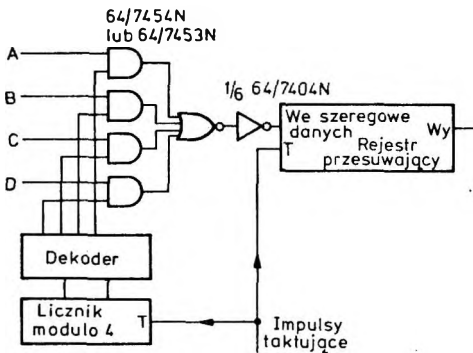 64/7454N
lub 64/7453N
A
B
C
D
1/6 64/7404N
We szeregowe
danych
Wy
T
Rejestr
przesuwający
Dekoder
Licznik
modulo 4
T
Impulsy
taktujące